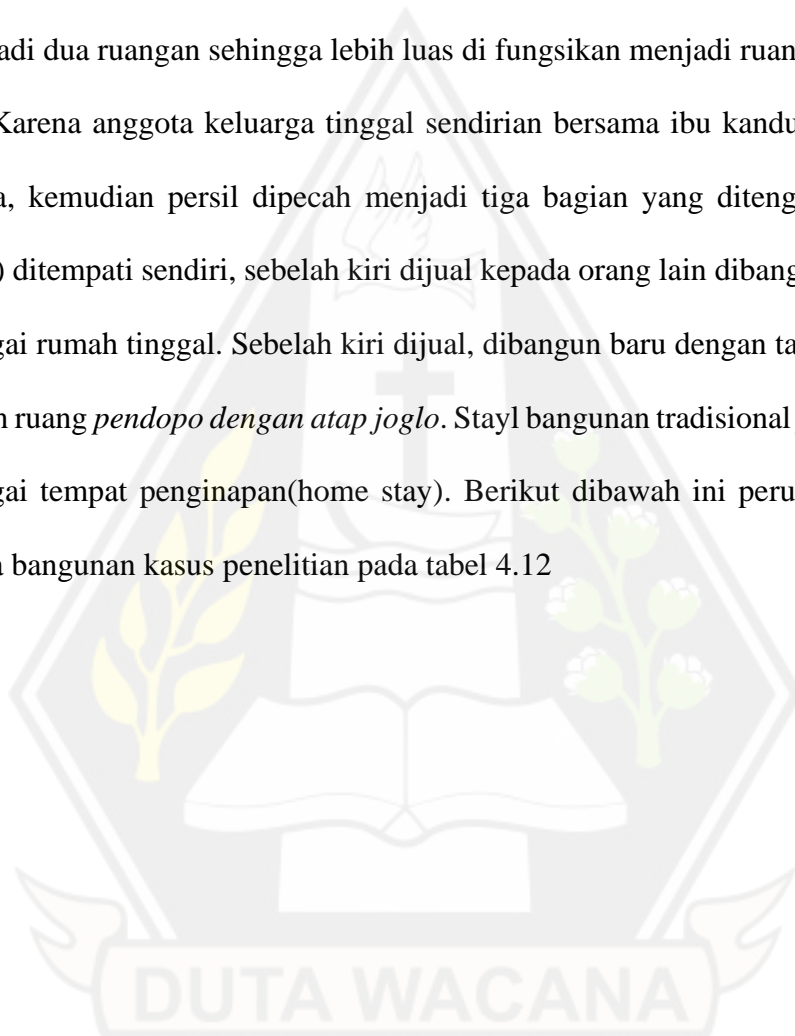 adi dua ruangan sehingga lebih luas di fungsikan menjadi ruan
Karena anggota keluarga tinggal sendirian bersama ibu kandu
a, kemudian persil dipecah menjadi tiga bagian yang diteng
) ditempati sendiri, sebelah kiri dijual kepada orang lain dibang
gai rumah tinggal. Sebelah kiri dijual, dibangun baru dengan ta
n ruang pendopo dengan atap joglo. Stayl bangunan tradisional
gai tempat penginapan(home stay). Berikut dibawah ini peru
a bangunan kasus penelitian pada tabel 4.12
DUTA WACANA